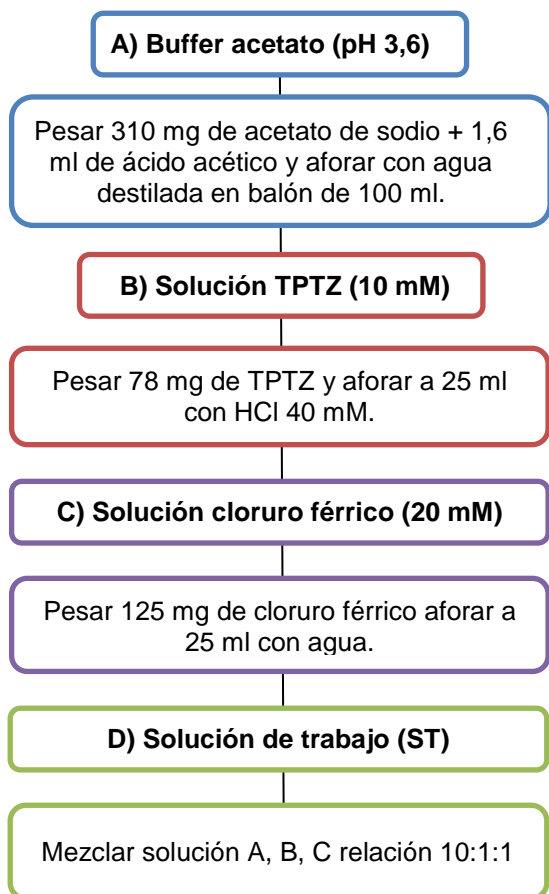 A) Buffer acetato (pH 3,6)
Pesar 310 mg de acetato de sodio + 1,6
ml de ácido acético y aforar con agua
destilada en balón de 100 ml.
B) Solución TPTZ (10 mM)
Pesar 78 mg de TPTZ y aforar a 25 ml
con HCl 40 mM.
C) Solución cloruro férrico (20 mM)
Pesar 125 mg de cloruro férrico aforar a
25 ml con agua.
D) Solución de trabajo (ST)
Mezclar solución A, B, C relación 10:1:1